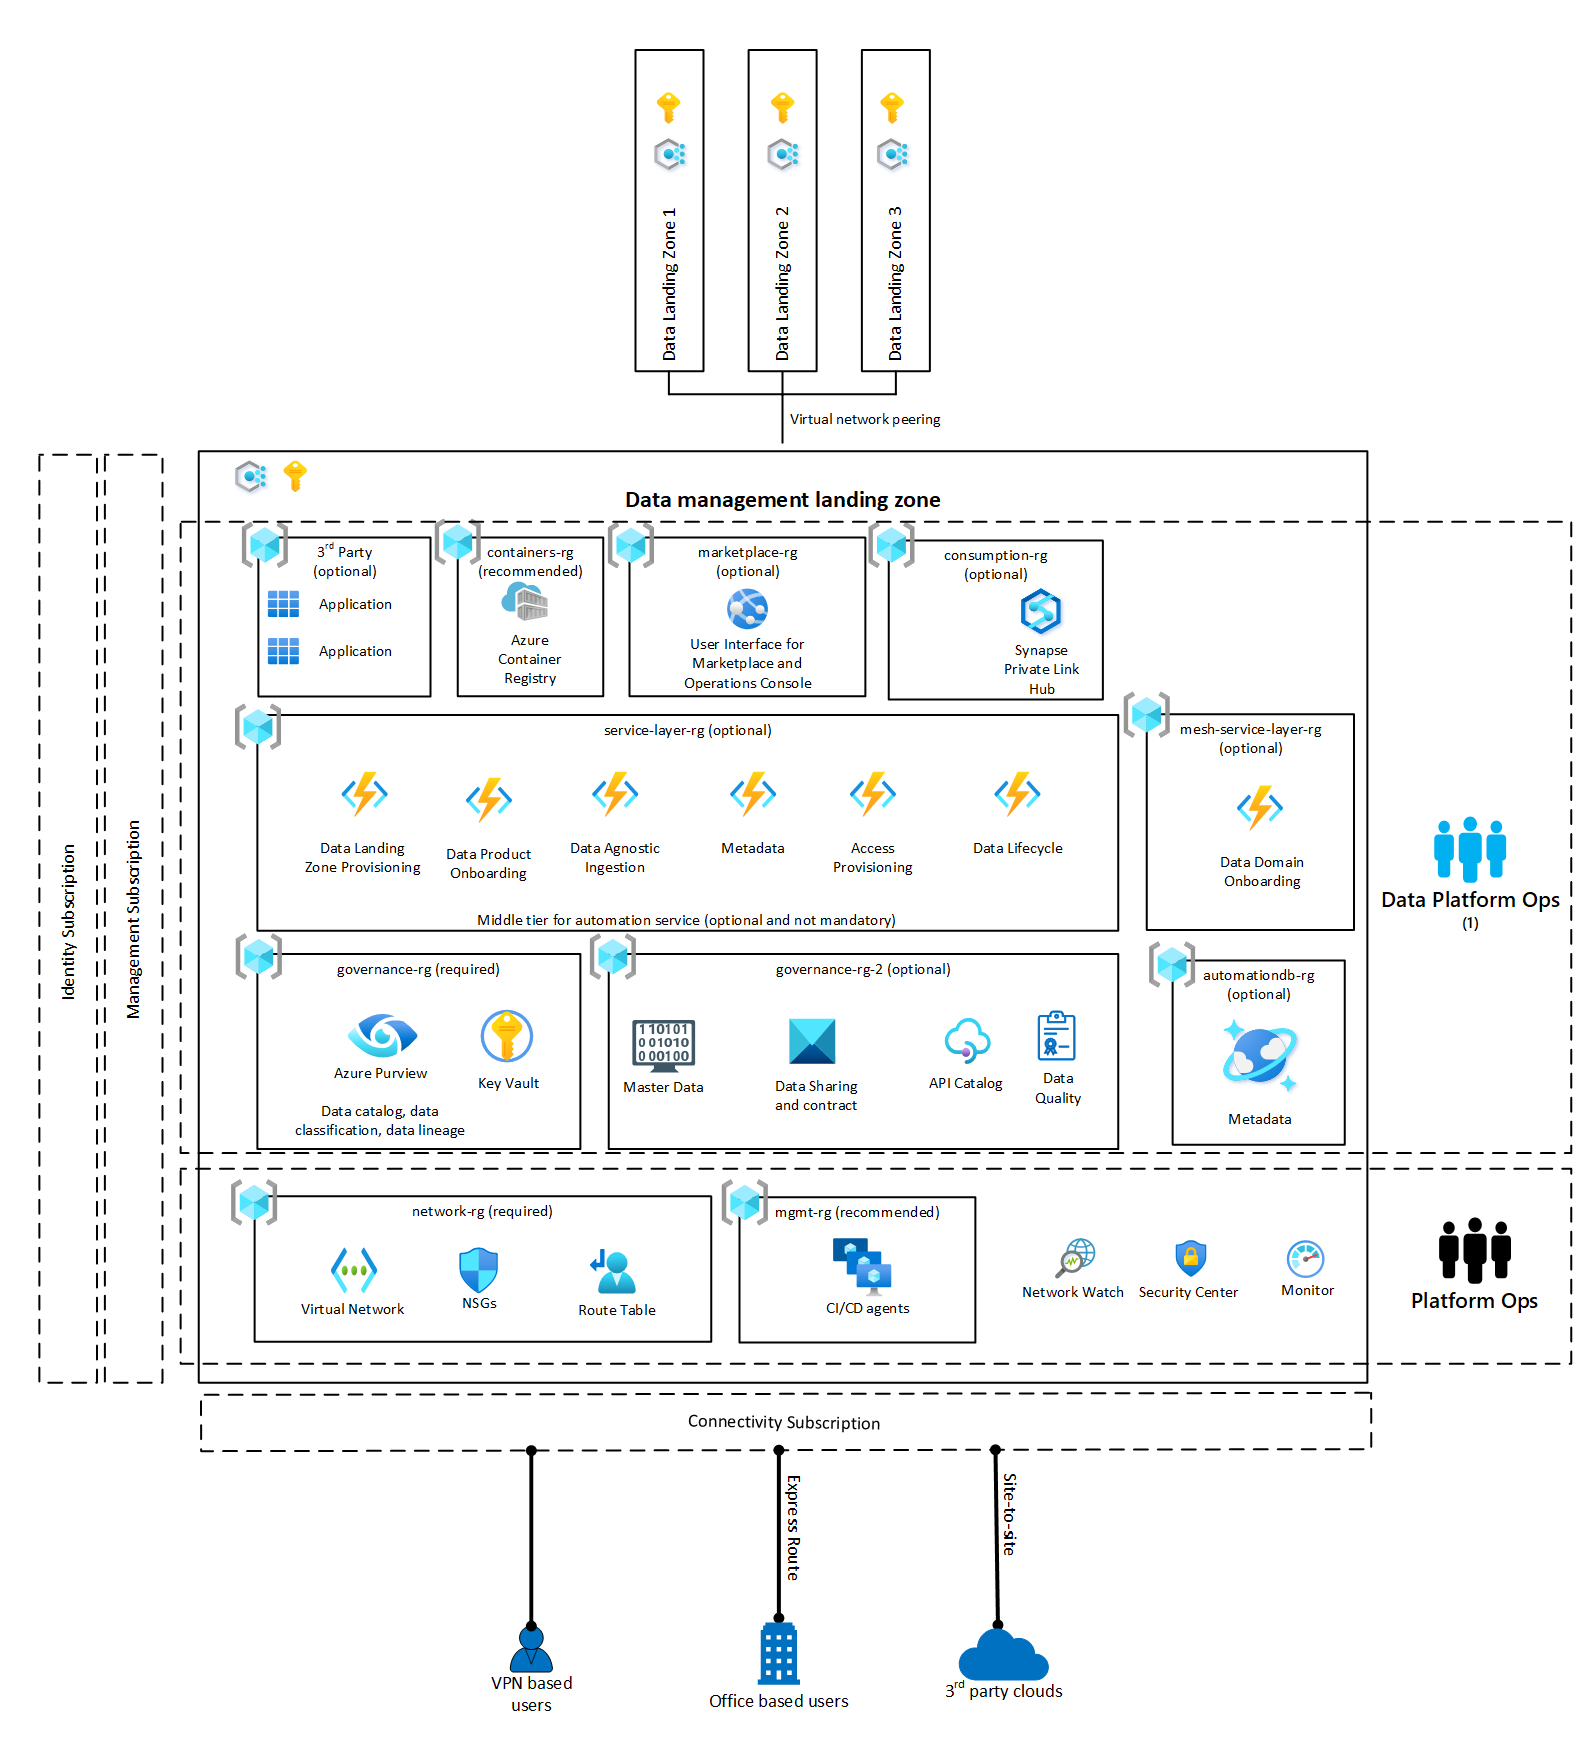 Data Landing Zone 1
Data Landing Zone 2
Data Landing Zone 3
Virtual network peering
Identity Subscription
Management Subscription
Data management landing zone
3rd Party
(optional)
Application
Application
containers-rg
(recommended)
Azure
Container
Registry
marketplace-rg
(optional)
User Interface for
Marketplace and
Operations Console
consumption-rg
(optional)
Synapse
Private Link
Hub
service-layer-rg (optional)
Data Landing
Zone Provisioning
Data Product
Onboarding
Data Agnostic
Ingestion
Metadata
Access
Provisioning
Data Lifecycle
Middle tier for automation service (optional and not mandatory)
mesh-service-layer-rg
(optional)
Data Domain
Onboarding
Data Platform Ops
(1)
governance-rg (required)
Azure Purview
Key Vault
Data catalog, data
classification, data lineage
governance-rg-2 (optional)
110101
001010
000100
Master Data
Data Sharing
and contract
API Catalog
Data
Quality
automationdb-rg
(optional)
Metadata
network-rg (required)
Virtual Network
NSGs
Route Table
mgmt-rg (recommended)
CI/CD agents
Network Watch
Security Center
Monitor
Platform Ops
Connectivity Subscription
Express Route
Site-to-site
VPN based
users
Office based users
3rd party clouds